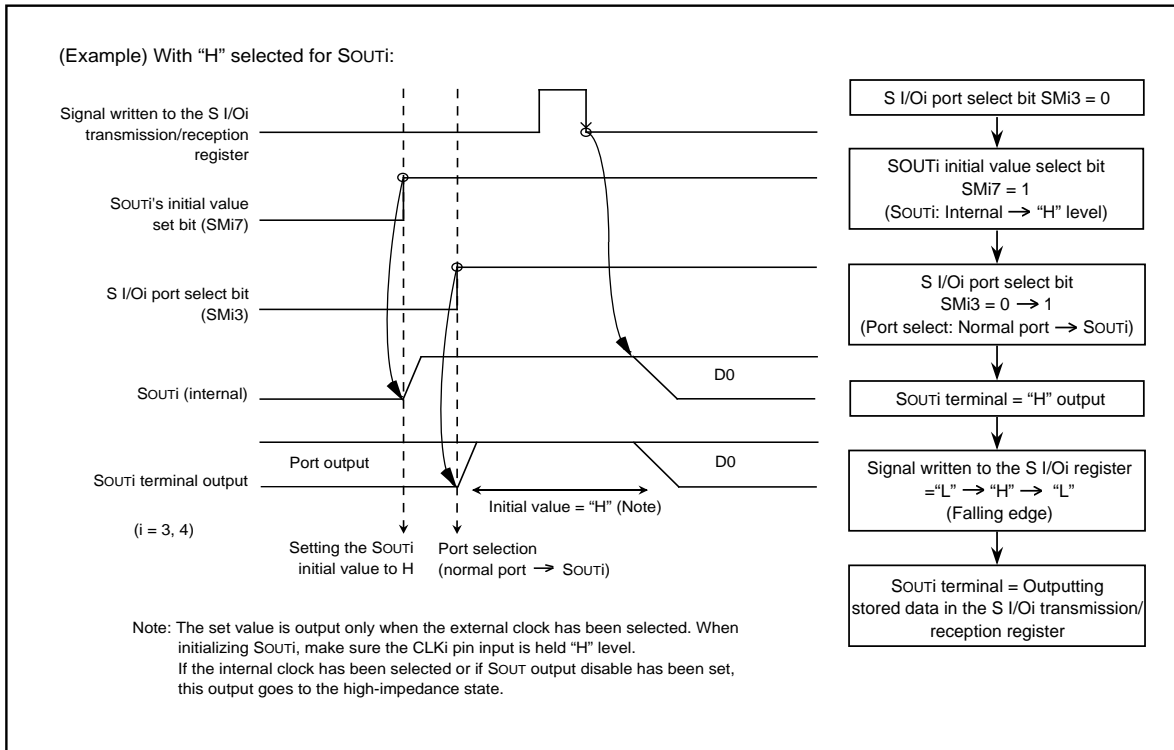 (Example) With “H” selected for SOUTi:
Signal written to the S I/Oi
transmission/reception
register
SOUTi's initial value
set bit (SMi7)
S I/Oi port select bit
(SMi3)
SOUTi (internal)
D0
SOUTi terminal output
Port output
D0
Initial value = “H” (Note)
(i = 3, 4)
Setting the SOUTi
initial value to H
Port selection
(normal port → SOUTi)
Note: The set value is output only when the external clock has been selected. When
initializing SOUTi, make sure the CLKi pin input is held “H” level.
If the internal clock has been selected or if SOUT output disable has been set,
this output goes to the high-impedance state.
S I/Oi port select bit SMi3 = 0
SOUTi initial value select bit
SMi7 = 1
(SOUTi: Internal → “H” level)
S I/Oi port select bit
SMi3 = 0 → 1
(Port select: Normal port → SOUTi)
SOUTi terminal = “H” output
Signal written to the S I/Oi register
=“L” → “H” → “L”
(Falling edge)
SOUTi terminal = Outputting
stored data in the S I/Oi transmission/
reception register